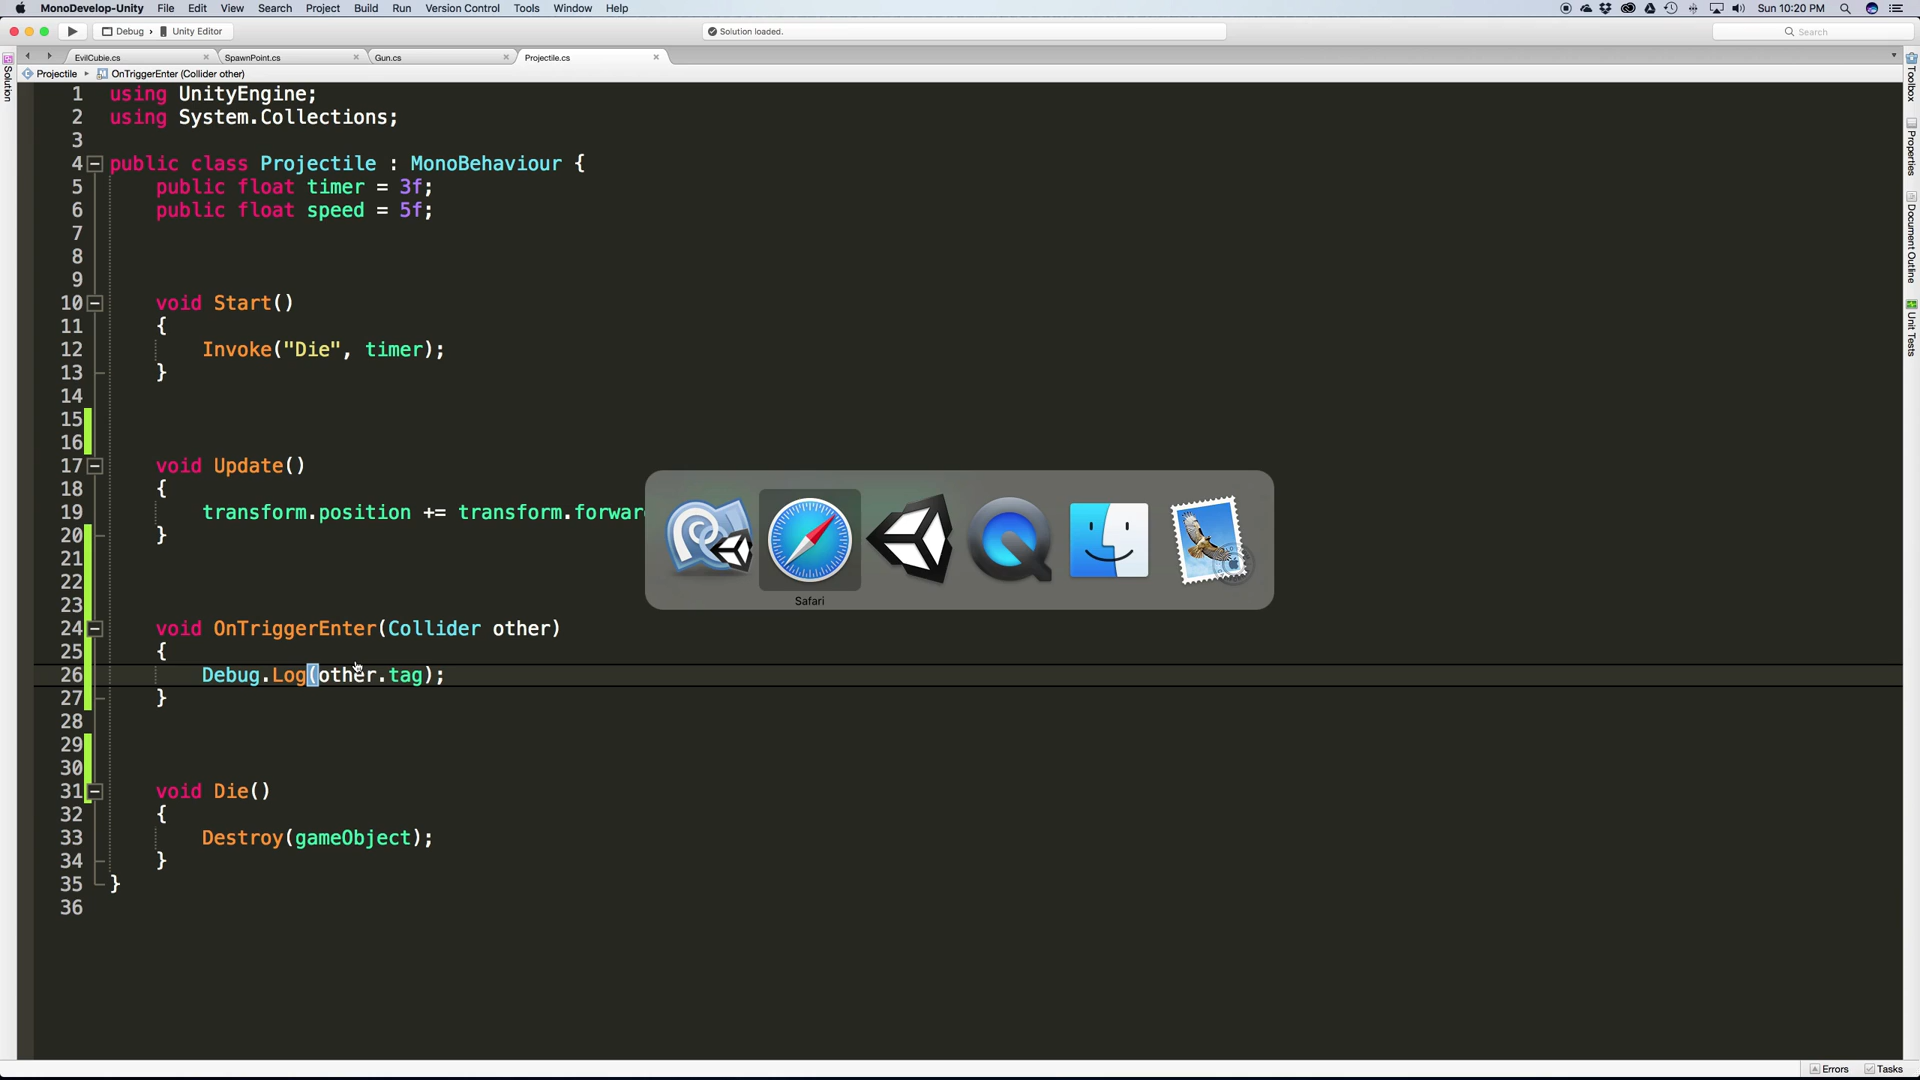 MonoDevelop-Unity File Edit View Search Project Build Run Version Control Tools Window Help Sun 10:20 PM
Debug › Unity Editor Solution loaded. Search
EvilCubie.cs SpawnPoint.cs Gun.cs Projectile.cs
Projectile OnTriggerEnter (Collider other)
1 using UnityEngine;
2 using System.Collections;
3
4 public class Projectile : MonoBehaviour {
5 public float timer = 3f;
6 public float speed = 5f;
7
8
9
10 void Start()
11 {
12 Invoke("Die", timer);
13 }
14
15
16
17 void Update()
18 {
19 transform.position += transform.forwar
20 }
21
22
23
24 void OnTriggerEnter(Collider other)
25 {
26 Debug.Log(other.tag);
27 }
28
29
30
31 void Die()
32 {
33 Destroy(gameObject);
34 }
35 }
36
Safari
Solution
Toolbox
Properties
Document Outline
Unit Tests
Errors Tasks